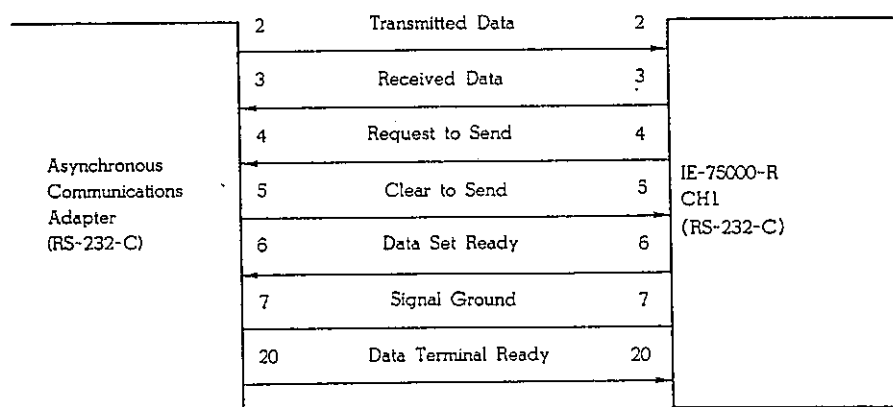 2 Transmitted Data 2
3 Received Data 3
4 Request to Send 4
Asynchronous
Communications
Adapter
(RS-232-C)
5 Clear to Send 5
IE-75000-R
CH1
(RS-232-C)
6 Data Set Ready 6
7 Signal Ground 7
20 Data Terminal Ready 20